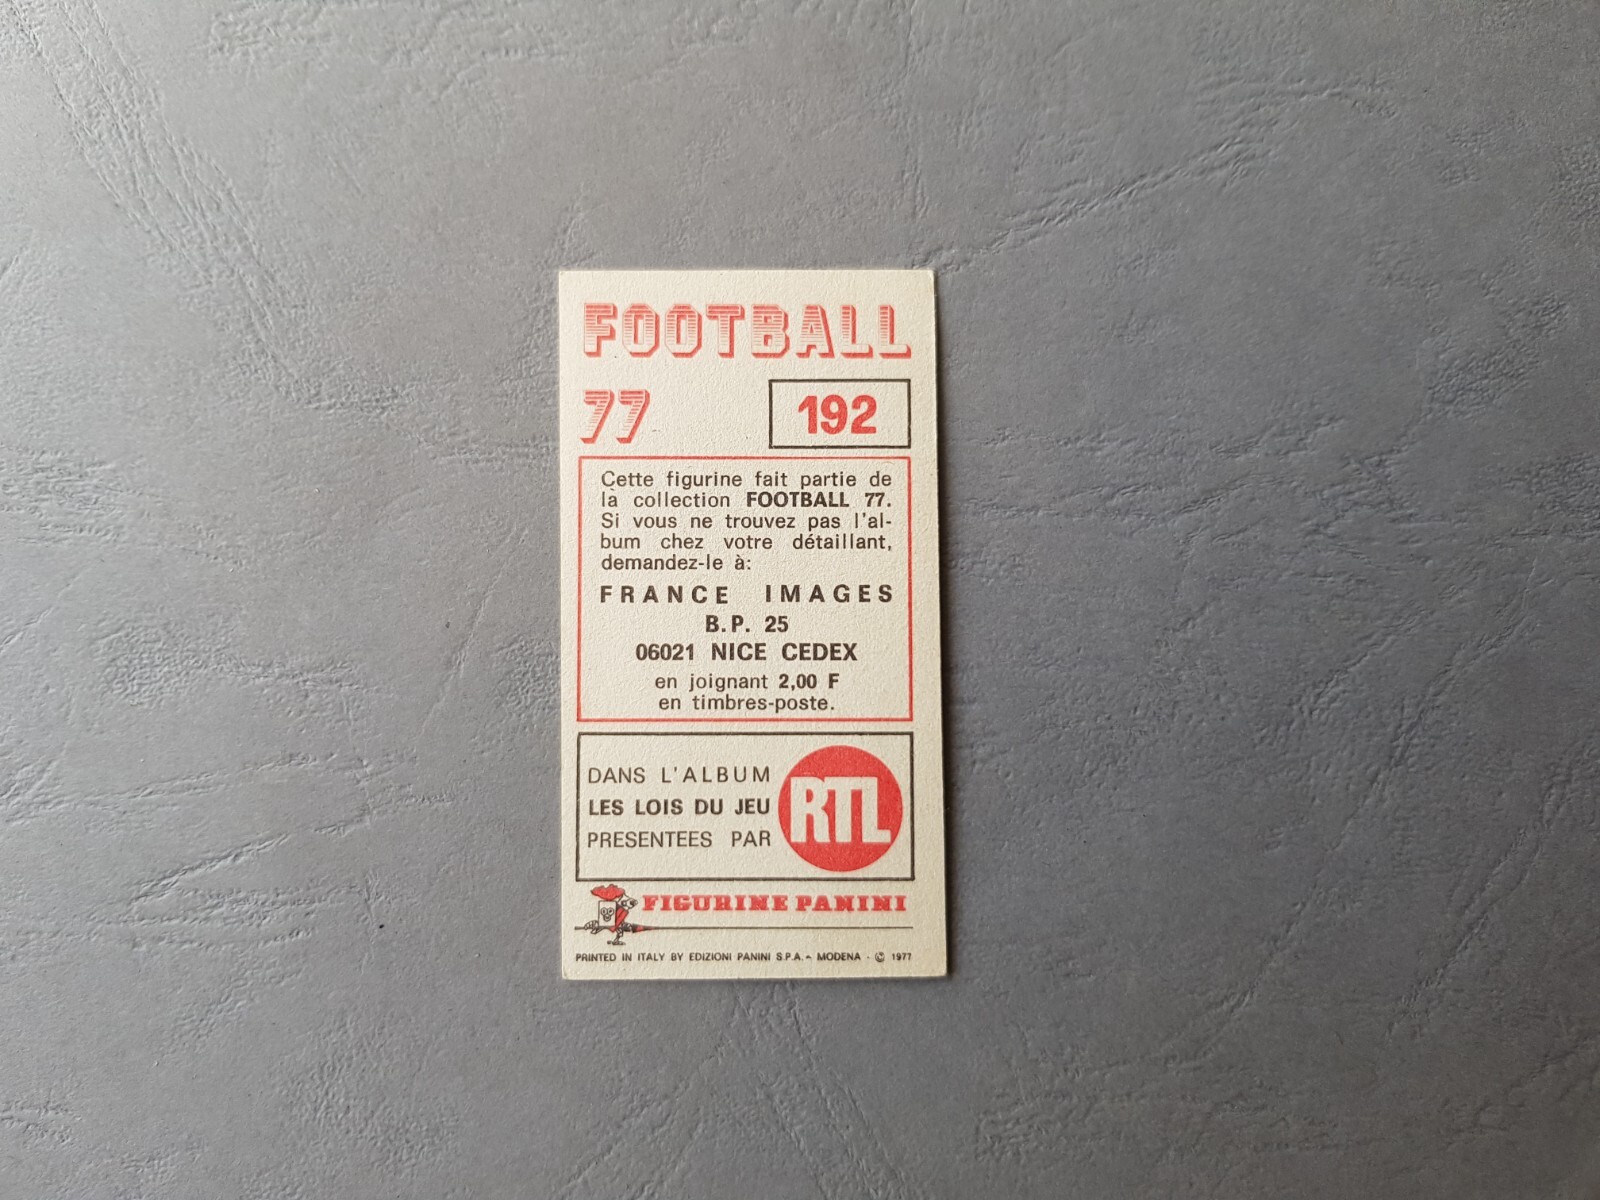 FOOTBALL
77
192
Cette figurine fait partie de
la collection FOOTBALL 77.
Si vous ne trouvez pas l'al-
bum chez votre détaillant,
demandez-le à:
FRANCE IMAGES
B.P. 25
06021 NICE CEDEX
en joignant 2,00 F
en timbres-poste.
DANS L'ALBUM
LES LOIS DU JEU
PRESENTEES PAR
RTL
FIGURINE PANINI
PRINTED IN ITALY BY EDIZIONI PANINI S.P.A. - MODENA - © 1977